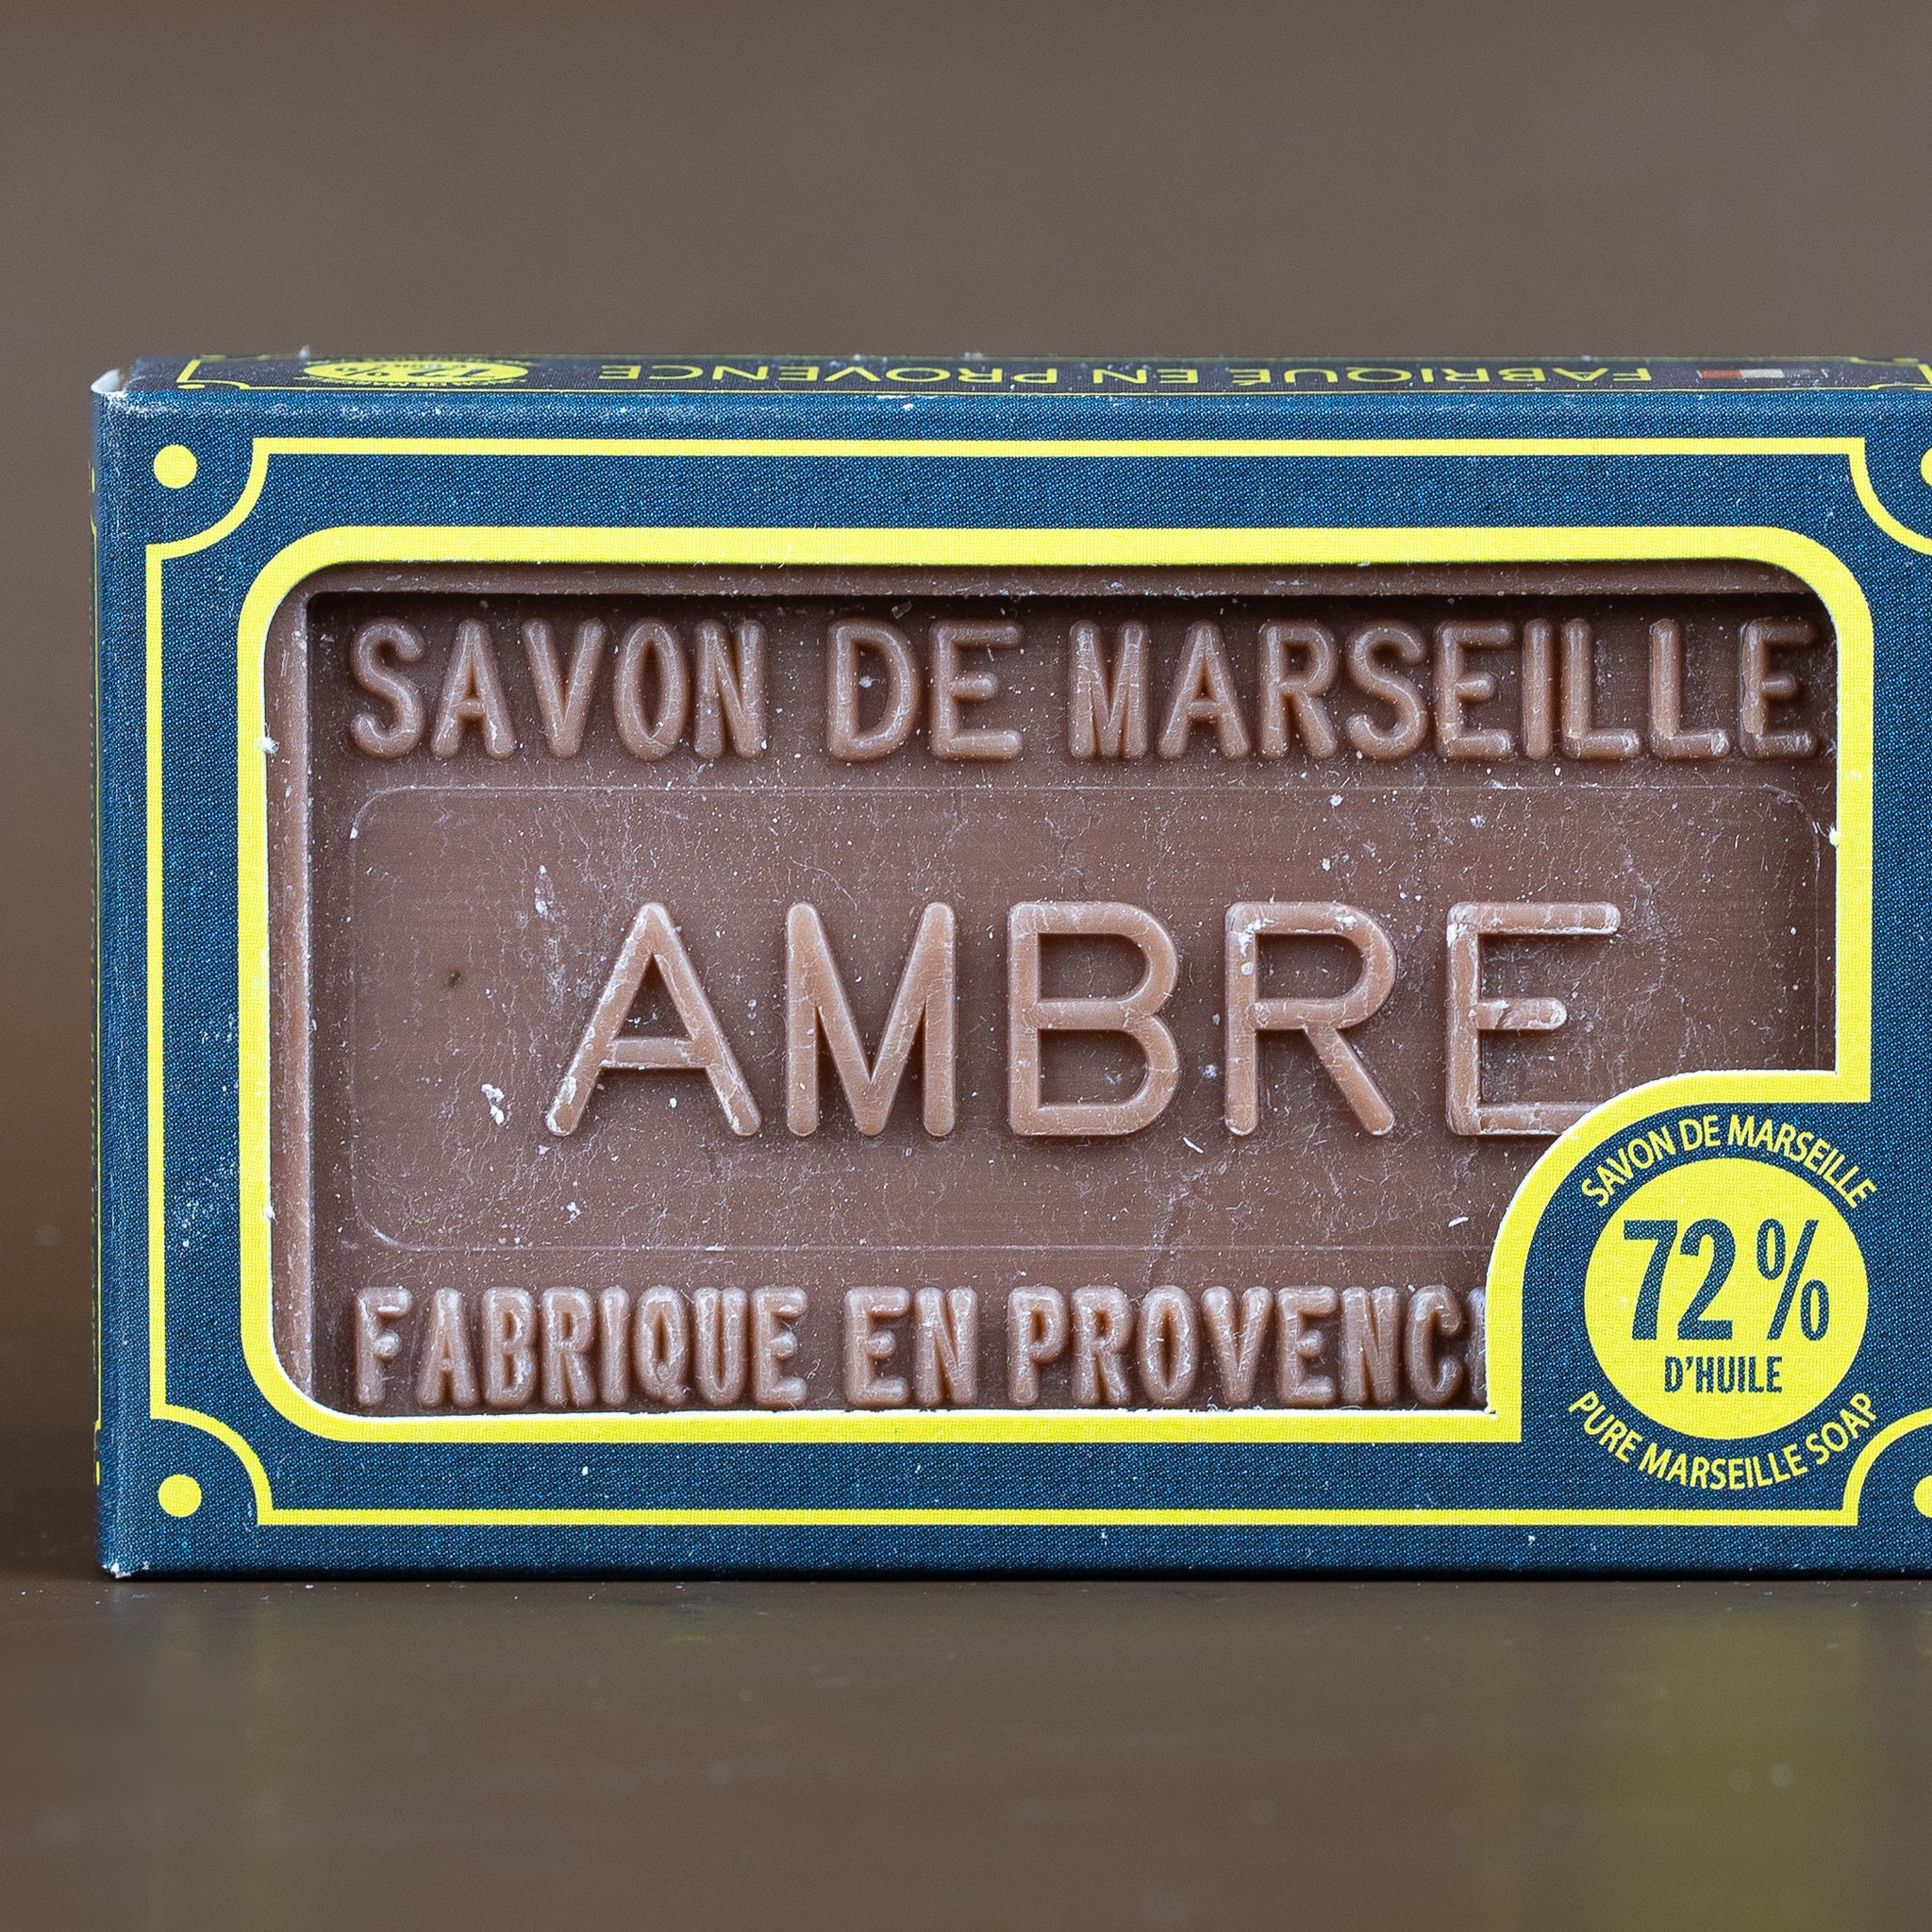 FABRIQUÉ EN PROVENCE
SAVON DE MARSEILLE
AMBRE
FABRIQUE EN PROVENC
SAVON DE MARSEILLE
72 %
D'HUILE
PURE MARSEILLE SOAP